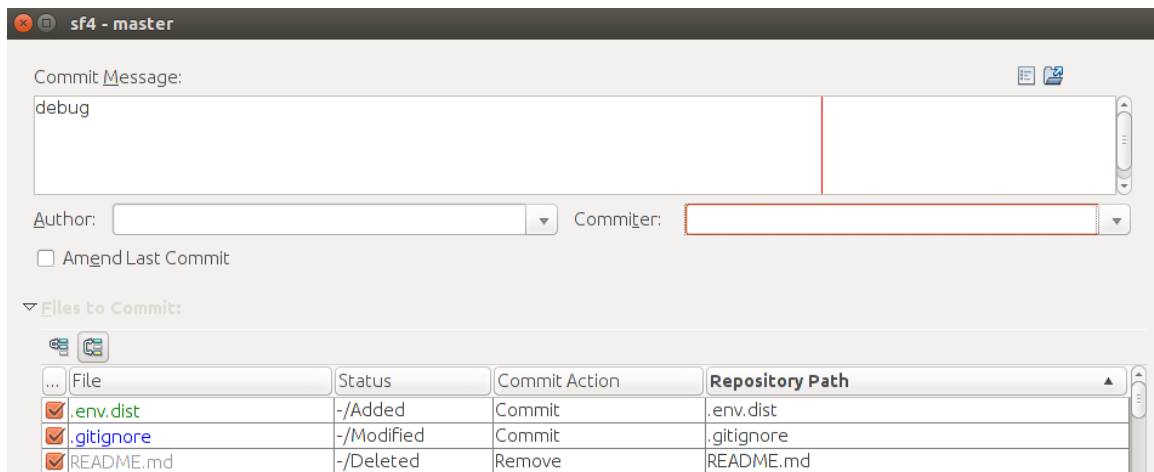 sf4 - master
Commit Message:
debug
Author: Commiter:
Amend Last Commit
Files to Commit:
... File Status Commit Action Repository Path
.env.dist -/Added Commit .env.dist
.gitignore -/Modified Commit .gitignore
README.md -/Deleted Remove README.md